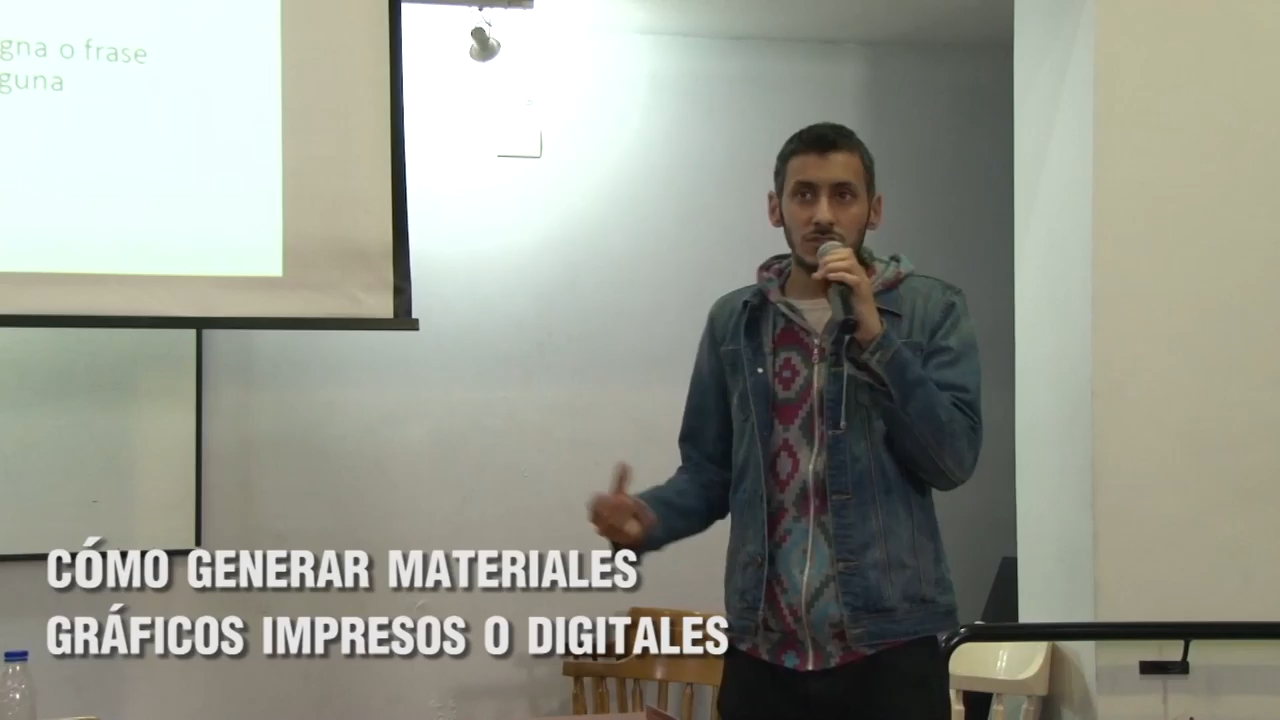 gna o frase
guna
CÓMO GENERAR MATERIALES
GRÁFICOS IMPRESOS O DIGITALES